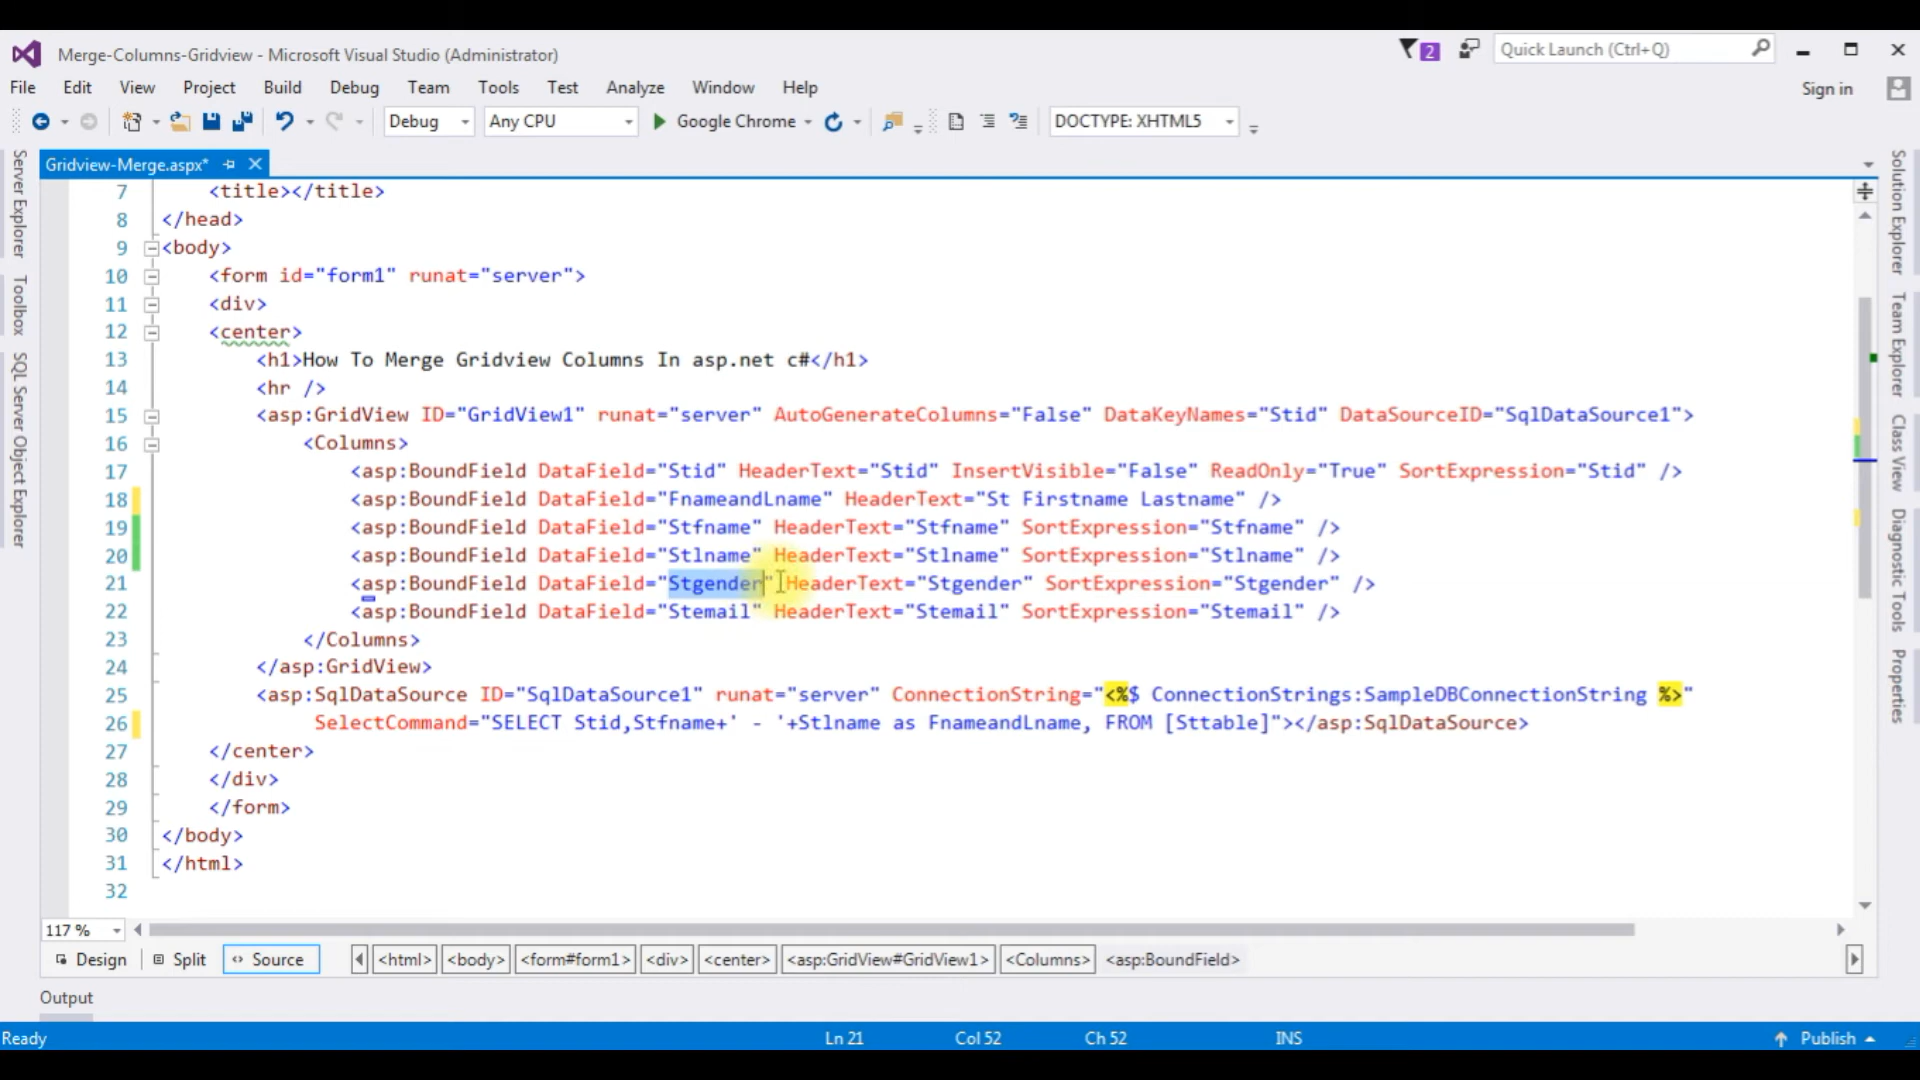 Merge-Columns-Gridview - Microsoft Visual Studio (Administrator)
2
Quick Launch (Ctrl+Q)
File Edit View Project Build Debug Team Tools Test Analyze Window Help
Sign in
Debug Any CPU Google Chrome DOCTYPE: XHTML5
Gridview-Merge.aspx*
Server Explorer
Toolbox
SQL Server Object Explorer
7 <title></title>
8 </head>
9 <body>
10 <form id="form1" runat="server">
11 <div>
12 <center>
13 <h1>How To Merge Gridview Columns In asp.net c#</h1>
14 <hr />
15 <asp:GridView ID="GridView1" runat="server" AutoGenerateColumns="False" DataKeyNames="Stid" DataSourceID="SqlDataSource1">
16 <Columns>
17 <asp:BoundField DataField="Stid" HeaderText="Stid" InsertVisible="False" ReadOnly="True" SortExpression="Stid" />
18 <asp:BoundField DataField="FnameandLname" HeaderText="St Firstname Lastname" />
19 <asp:BoundField DataField="Stfname" HeaderText="Stfname" SortExpression="Stfname" />
20 <asp:BoundField DataField="Stlname" HeaderText="Stlname" SortExpression="Stlname" />
21 <asp:BoundField DataField="Stgender" HeaderText="Stgender" SortExpression="Stgender" />
22 <asp:BoundField DataField="Stemail" HeaderText="Stemail" SortExpression="Stemail" />
23 </Columns>
24 </asp:GridView>
25 <asp:SqlDataSource ID="SqlDataSource1" runat="server" ConnectionString="<%$ ConnectionStrings:SampleDBConnectionString %>"
26 SelectCommand="SELECT Stid,Stfname+' - '+Stlname as FnameandLname, FROM [Sttable]"></asp:SqlDataSource>
27 </center>
28 </div>
29 </form>
30 </body>
31 </html>
32
Solution Explorer
Team Explorer
Class View
Diagnostic Tools
Properties
117 %
Design Split Source <html> <body> <form#form1> <div> <center> <asp:GridView#GridView1> <Columns> <asp:BoundField>
Output
Ready Ln 21 Col 52 Ch 52 INS Publish